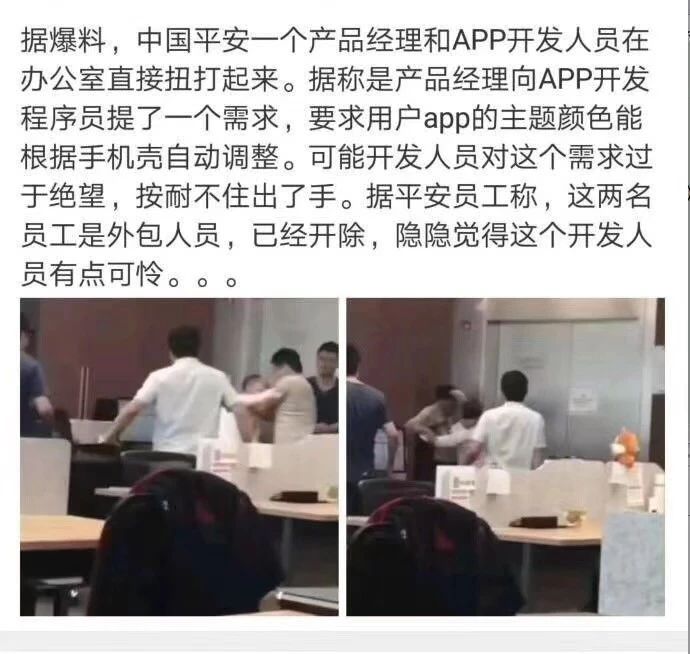 据爆料，中国平安一个产品经理和APP开发人员在
办公室直接扭打起来。据称是产品经理向APP开发
程序员提了一个需求，要求用户app的主题颜色能
根据手机壳自动调整。可能开发人员对这个需求过
于绝望，按耐不住出了手。据平安员工称，这两名
员工是外包人员，已经开除，隐隐觉得这个开发人
员有点可怜。。。